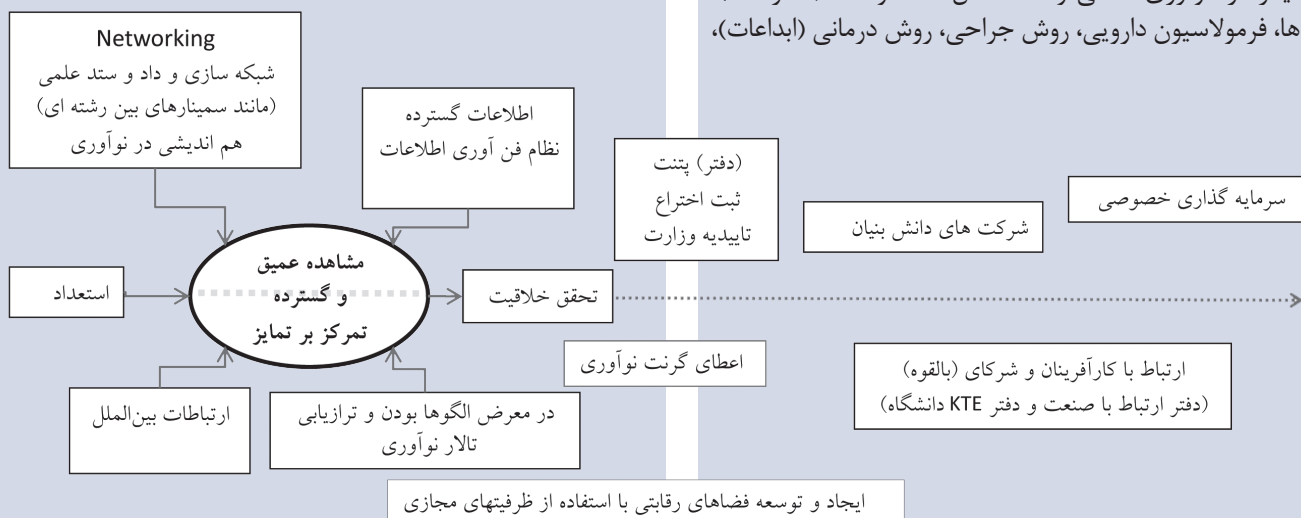 ها، فرمولاسیون دارویی، روش جراحی، روش درمانی (ابداعات)،
Networking
شبکه سازی و داد و ستد علمی
(مانند سمینارهای بین رشته ای)
هم اندیشی در نوآوری
اطلاعات گسترده
نظام فن آوری اطلاعات
(دفتر) پتنت
ثبت اختراع
تاییدیه وزارت
شرکت های دانش بنیان
سرمایه گذاری خصوصی
استعداد
مشاهده عمیق
و گسترده
تمرکز بر تمایز
تحقق خلاقیت
اعطای گرنت نوآوری
ارتباط با کارآفرینان و شرکای (بالقوه)
(دفتر ارتباط با صنعت و دفتر KTE دانشگاه)
ارتباطات بین‌الملل
در معرض الگوها بودن و ترازیابی
تالار نوآوری
ایجاد و توسعه فضاهای رقابتی با استفاده از ظرفیتهای مجازی